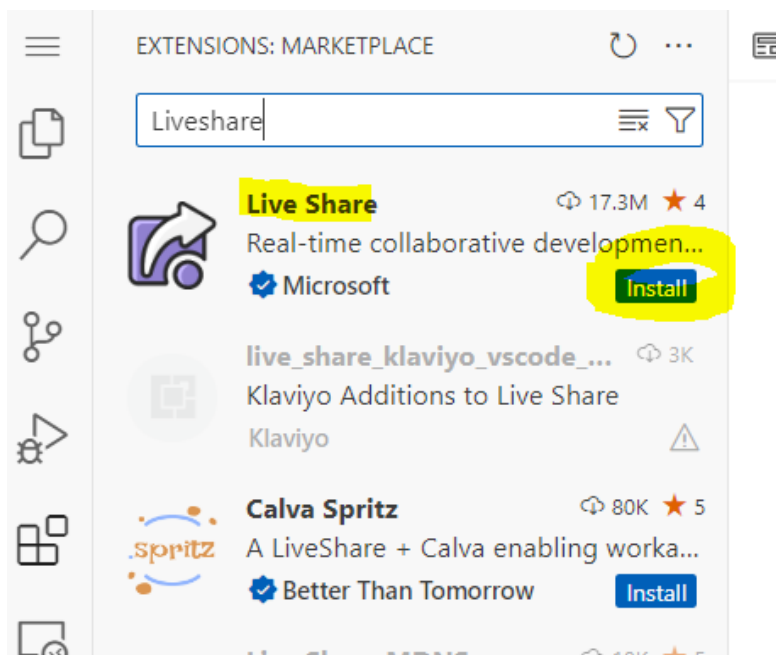 EXTENSIONS: MARKETPLACE
Liveshare
Live Share 17.3M 4
Real-time collaborative developmen...
Microsoft Install
live_share_klaviyo_vscode_... 3K
Klaviyo Additions to Live Share
Klaviyo
Calva Spritz 80K 5
spritz
A LiveShare + Calva enabling worka...
Better Than Tomorrow Install